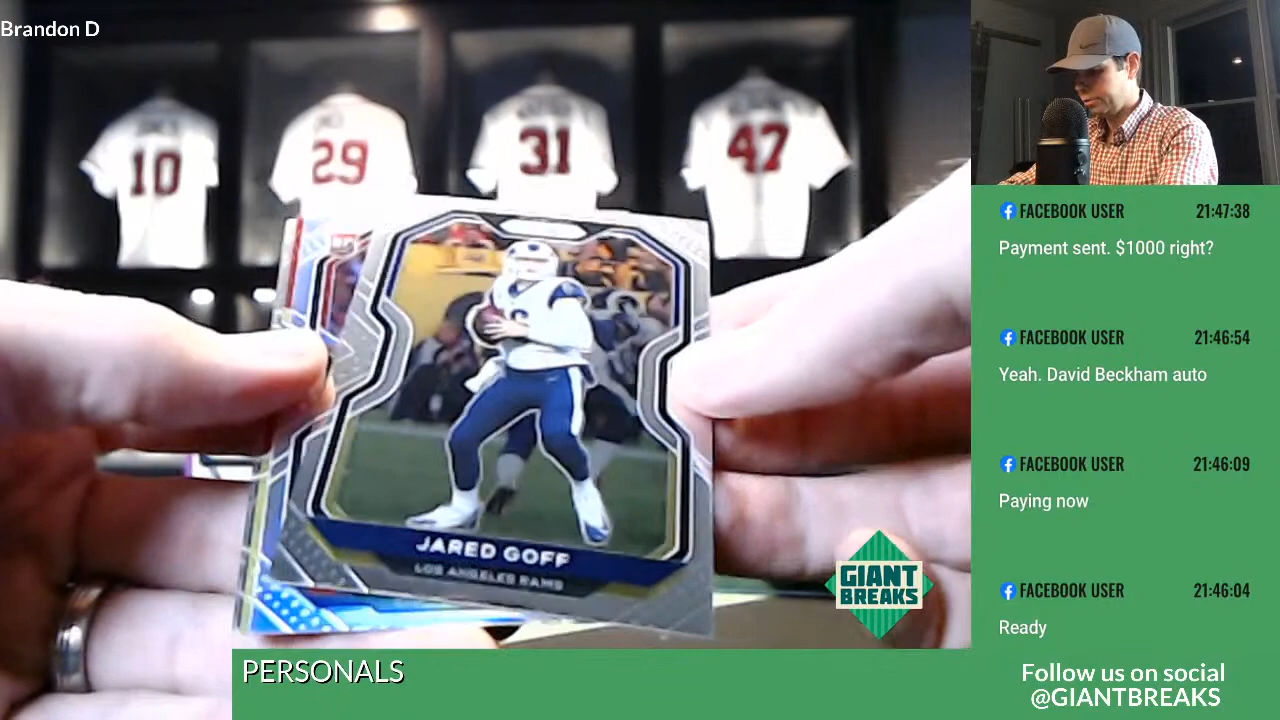 Brandon D
10
29
31
47
JARED GOFF
LOS ANGELES RAMS
GIANT
BREAKS
PERSONALS
FACEBOOK USER 21:47:38
Payment sent. $1000 right?
FACEBOOK USER 21:46:54
Yeah. David Beckham auto
FACEBOOK USER 21:46:09
Paying now
FACEBOOK USER 21:46:04
Ready
Follow us on social
@GIANTBREAKS